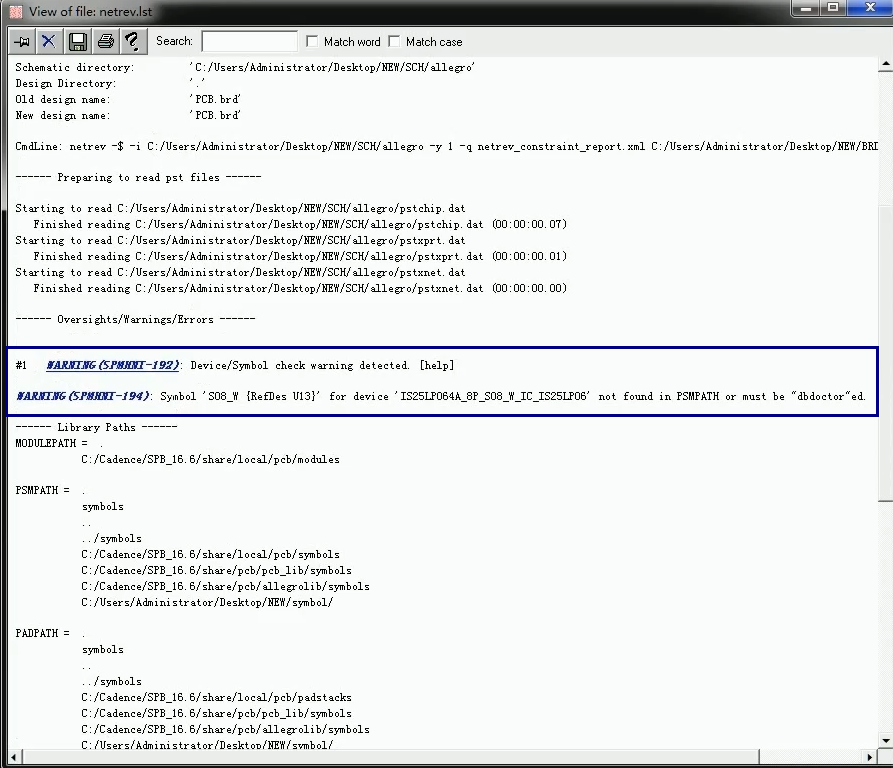 View of file: netrev.lst
Search: Match word Match case
Schematic directory: 'C:/Users/Administrator/Desktop/NEW/SCH/allegro'
Design Directory: '.'
Old design name: 'PCB.brd'
New design name: 'PCB.brd'
CmdLine: netrev -$ -i C:/Users/Administrator/Desktop/NEW/SCH/allegro -y 1 -q netrev_constraint_report.xml C:/Users/Administrator/Desktop/NEW/BRD
------ Preparing to read pst files ------
Starting to read C:/Users/Administrator/Desktop/NEW/SCH/allegro/pstchip.dat
Finished reading C:/Users/Administrator/Desktop/NEW/SCH/allegro/pstchip.dat (00:00:00.07)
Starting to read C:/Users/Administrator/Desktop/NEW/SCH/allegro/pstxprt.dat
Finished reading C:/Users/Administrator/Desktop/NEW/SCH/allegro/pstxprt.dat (00:00:00.01)
Starting to read C:/Users/Administrator/Desktop/NEW/SCH/allegro/pstxnet.dat
Finished reading C:/Users/Administrator/Desktop/NEW/SCH/allegro/pstxnet.dat (00:00:00.00)
------ Oversights/Warnings/Errors ------
#1 WARNING(SPMHNI-192): Device/Symbol check warning detected. [help]
WARNING(SPMHNI-194): Symbol 'SO8_W {RefDes U13}' for device 'IS25LP064A_8P_SO8_W_IC_IS25LP06' not found in PSMPATH or must be "dbdoctor"ed.
------ Library Paths ------
MODULEPATH = .
C:/Cadence/SPB_16.6/share/local/pcb/modules
PSMPATH = .
symbols
..
../symbols
C:/Cadence/SPB_16.6/share/local/pcb/symbols
C:/Cadence/SPB_16.6/share/pcb/pcb_lib/symbols
C:/Cadence/SPB_16.6/share/pcb/allegrolib/symbols
C:/Users/Administrator/Desktop/NEW/symbol/
PADPATH = .
symbols
..
../symbols
C:/Cadence/SPB_16.6/share/local/pcb/padstacks
C:/Cadence/SPB_16.6/share/pcb/pcb_lib/symbols
C:/Cadence/SPB_16.6/share/pcb/allegrolib/symbols
C:/Users/Administrator/Desktop/NEW/symbol/